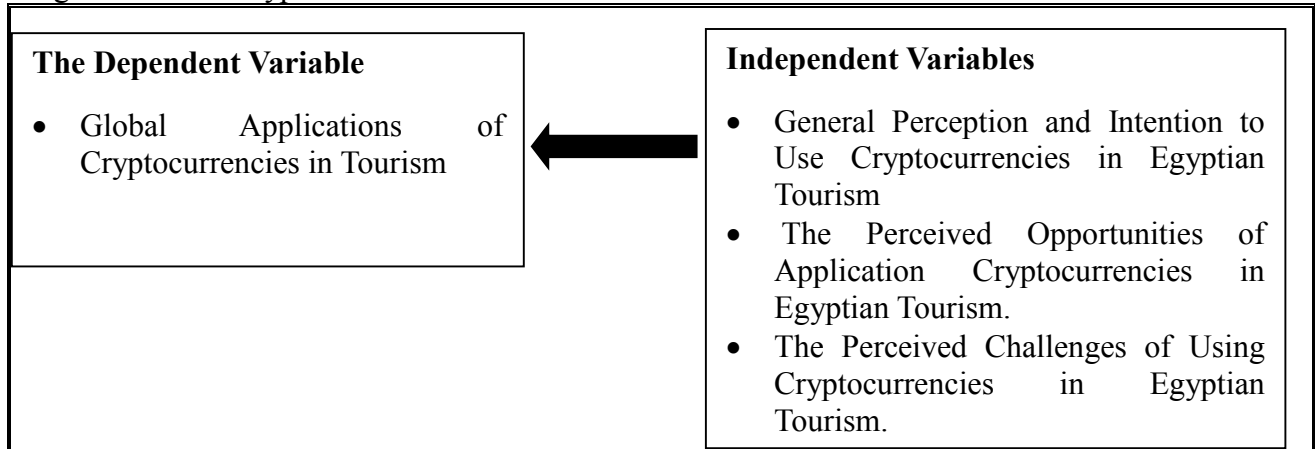 The Dependent Variable
• Global Applications of
Cryptocurrencies in Tourism
Independent Variables
• General Perception and Intention to
Use Cryptocurrencies in Egyptian
Tourism
• The Perceived Opportunities of
Application Cryptocurrencies in
Egyptian Tourism.
• The Perceived Challenges of Using
Cryptocurrencies in Egyptian
Tourism.